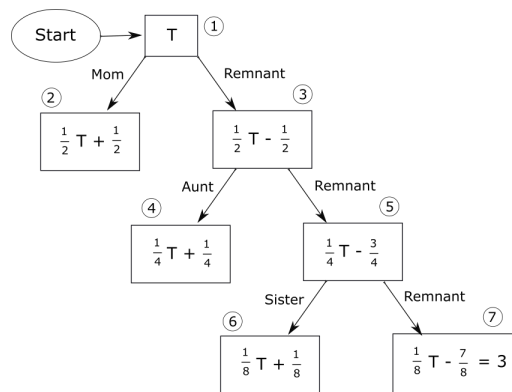 Start
T
①
Mom
Remnant
②
③
1/2 T + 1/2
1/2 T - 1/2
Aunt
Remnant
④
⑤
1/4 T + 1/4
1/4 T - 3/4
Sister
Remnant
⑥
⑦
1/8 T + 1/8
1/8 T - 7/8 = 3